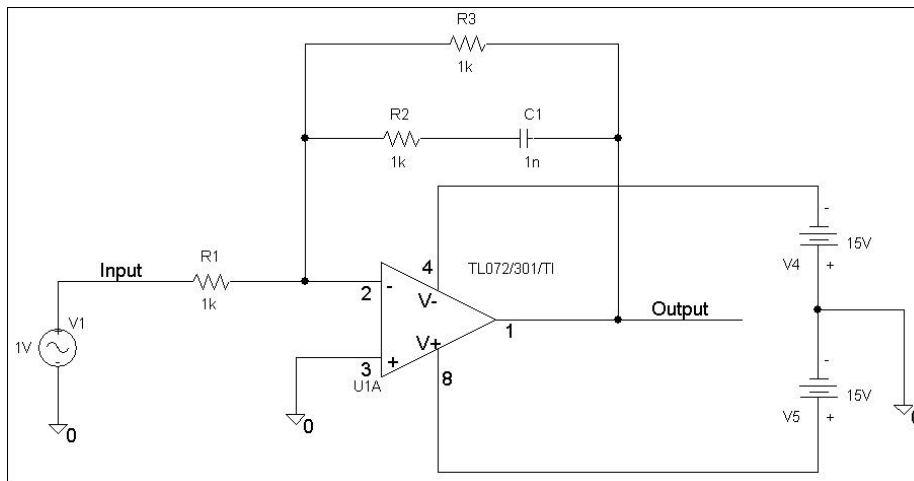 R3
1k
R2
C1
1k
1n
-
4
TL072/301/TI
15V
V4
+
Input
R1
1k
2
-
V-
1
Output
V1
+
1V
-
3
+
V+
8
U1A
-
15V
V5
+
0
0
0